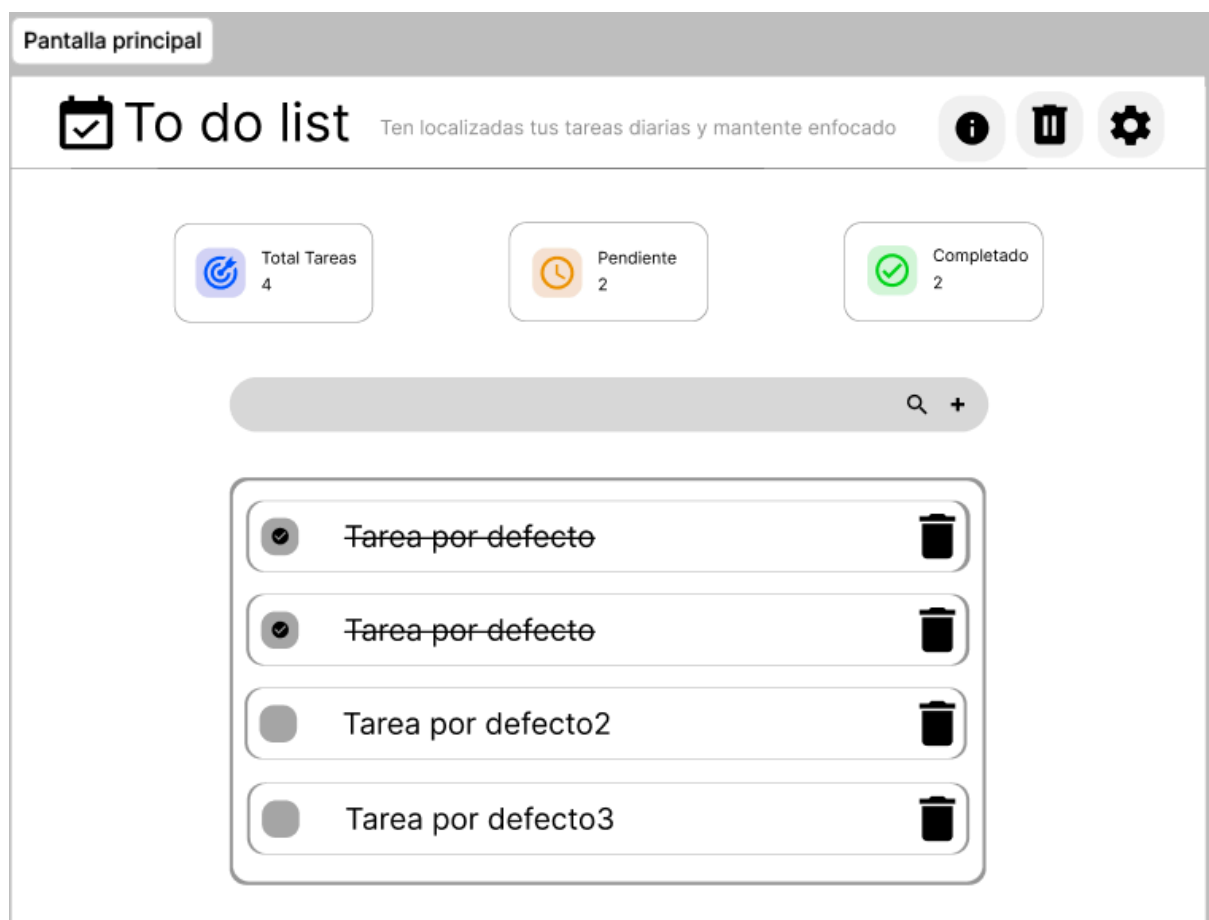 Pantalla principal
To do list Ten localizadas tus tareas diarias y mantente enfocado
Total Tareas
4
Pendiente
2
Completado
2
Tarea por defecto
Tarea por defecto
Tarea por defecto2
Tarea por defecto3